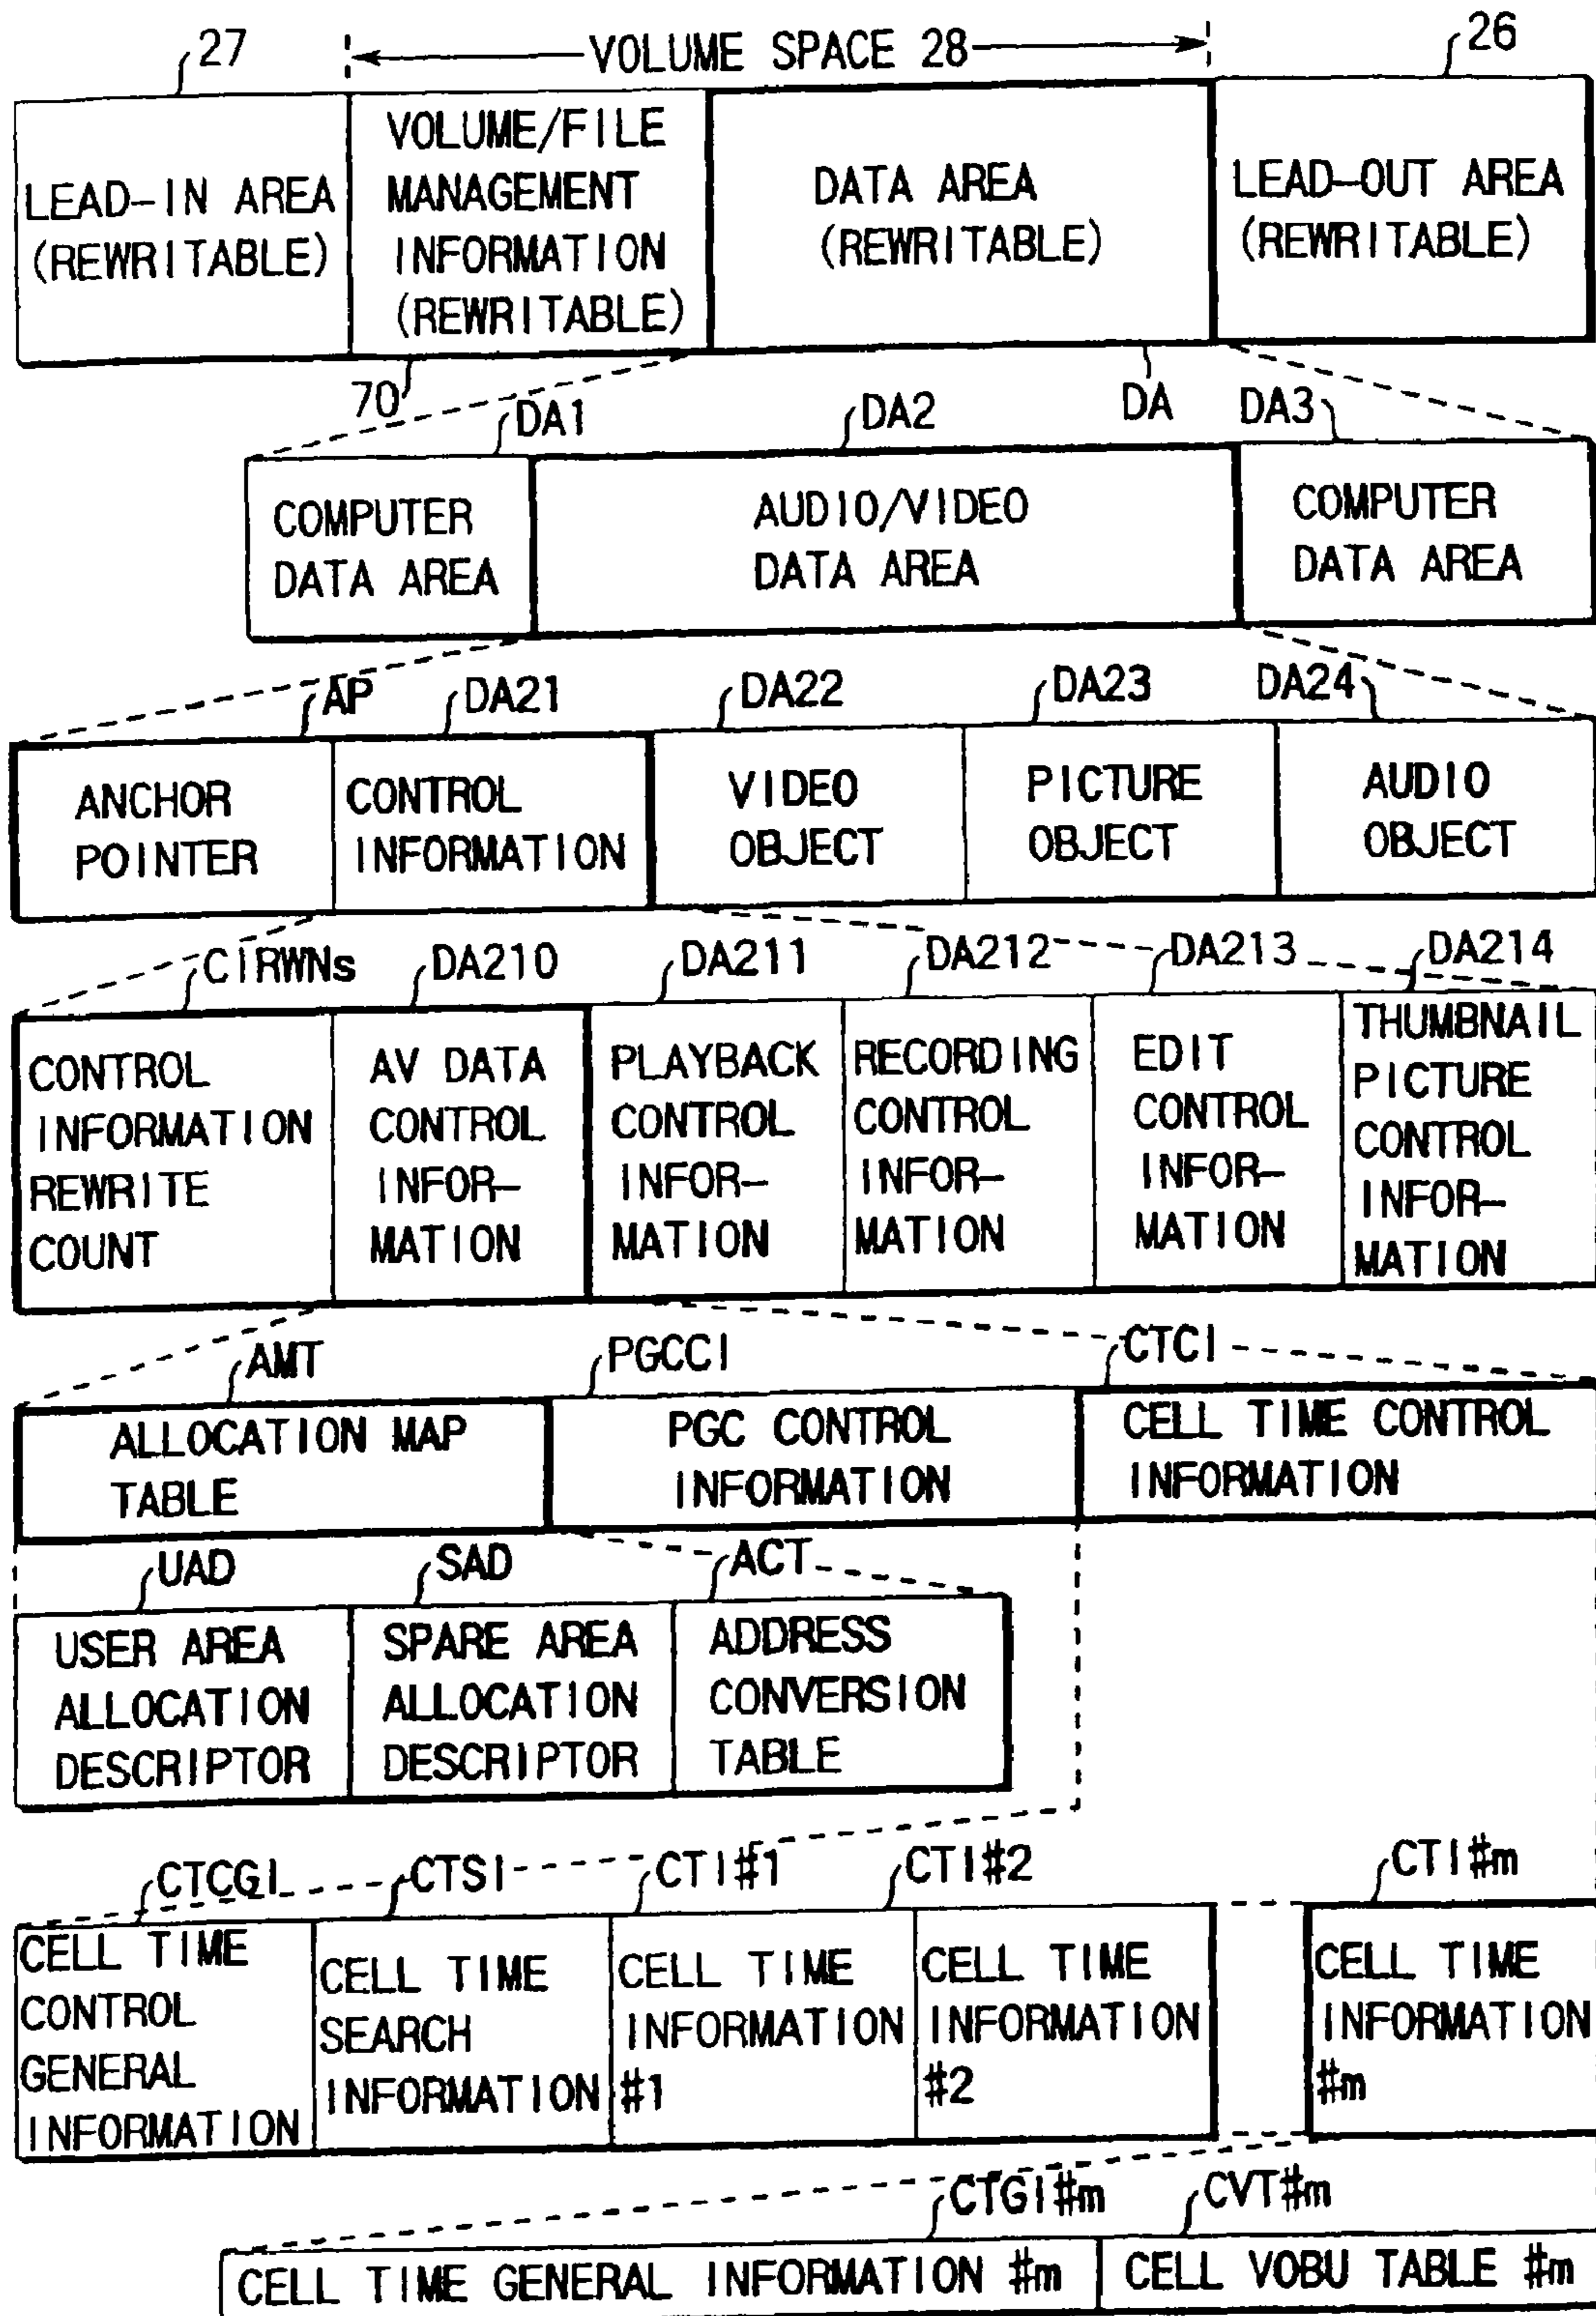 27
VOLUME SPACE 28
26
LEAD-IN AREA
(REWRITABLE)
VOLUME/FILE
MANAGEMENT
INFORMATION
(REWRITABLE)
DATA AREA
(REWRITABLE)
LEAD-OUT AREA
(REWRITABLE)
70
DA
DA1
DA2
DA3
COMPUTER
DATA AREA
AUDIO/VIDEO
DATA AREA
COMPUTER
DATA AREA
AP
DA21
DA22
DA23
DA24
ANCHOR
POINTER
CONTROL
INFORMATION
VIDEO
OBJECT
PICTURE
OBJECT
AUDIO
OBJECT
CIRWNs
DA210
DA211
DA212
DA213
DA214
CONTROL
INFORMATION
REWRITE
COUNT
AV DATA
CONTROL
INFOR-
MATION
PLAYBACK
CONTROL
INFOR-
MATION
RECORDING
CONTROL
INFOR-
MATION
EDIT
CONTROL
INFOR-
MATION
THUMBNAIL
PICTURE
CONTROL
INFOR-
MATION
AMT
PGCCI
CTCI
ALLOCATION MAP
TABLE
PGC CONTROL
INFORMATION
CELL TIME CONTROL
INFORMATION
UAD
SAD
ACT
USER AREA
ALLOCATION
DESCRIPTOR
SPARE AREA
ALLOCATION
DESCRIPTOR
ADDRESS
CONVERSION
TABLE
CTCGI
CTSI
CTI#1
CTI#2
CTI#m
CELL TIME
CONTROL
GENERAL
INFORMATION
CELL TIME
SEARCH
INFORMATION
CELL TIME
INFORMATION
#1
CELL TIME
INFORMATION
#2
CELL TIME
INFORMATION
#m
CTGI#m
CVT#m
CELL TIME GENERAL INFORMATION #m
CELL VOBU TABLE #m